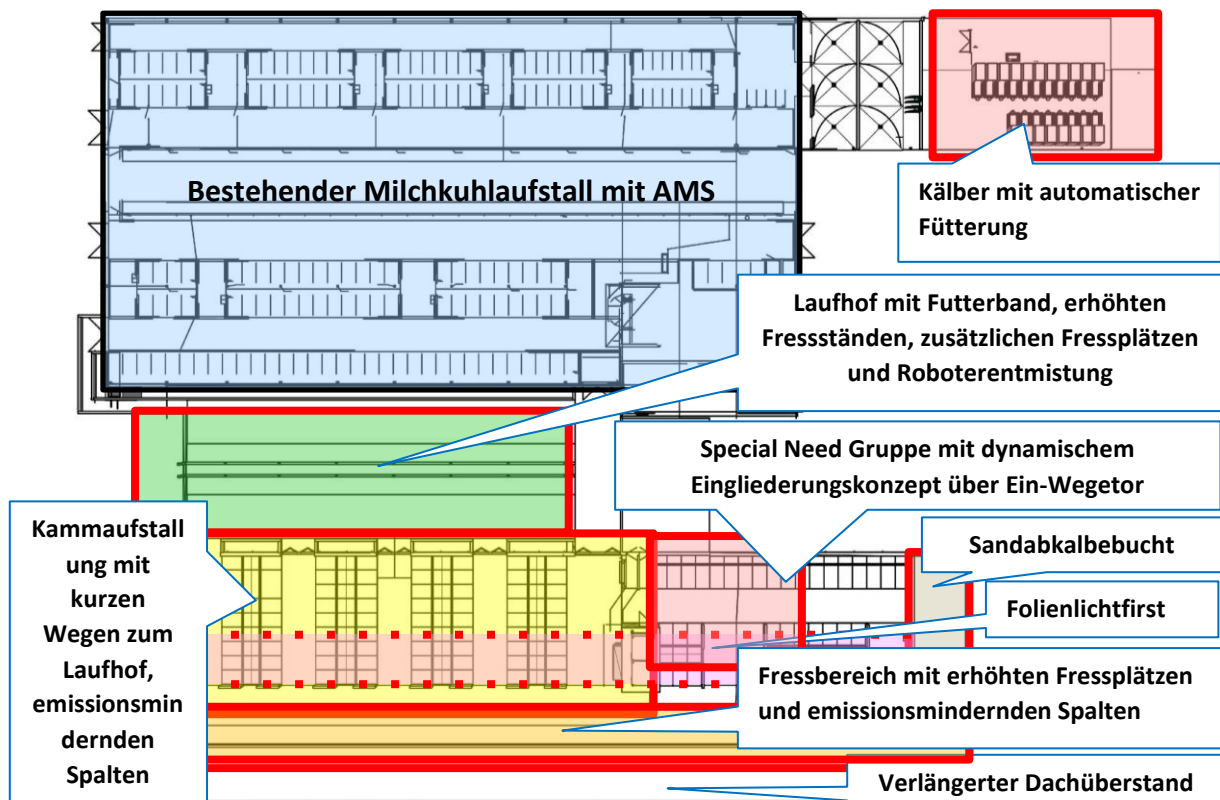 Bestehender Milchkuhlaufstall mit AMS
Kälber mit automatischer
Fütterung
Laufhof mit Futterband, erhöhten
Fressständen, zusätzlichen Fressplätzen
und Roboterentmistung
Special Need Gruppe mit dynamischem
Eingliederungskonzept über Ein-Wegetor
Kammaufstall
ung mit
kurzen
Wegen zum
Laufhof,
emissionsmin
dernden
Spalten
Sandabkalbebucht
Folienlichtfirst
Fressbereich mit erhöhten Fressplätzen
und emissionsmindernden Spalten
Verlängerter Dachüberstand